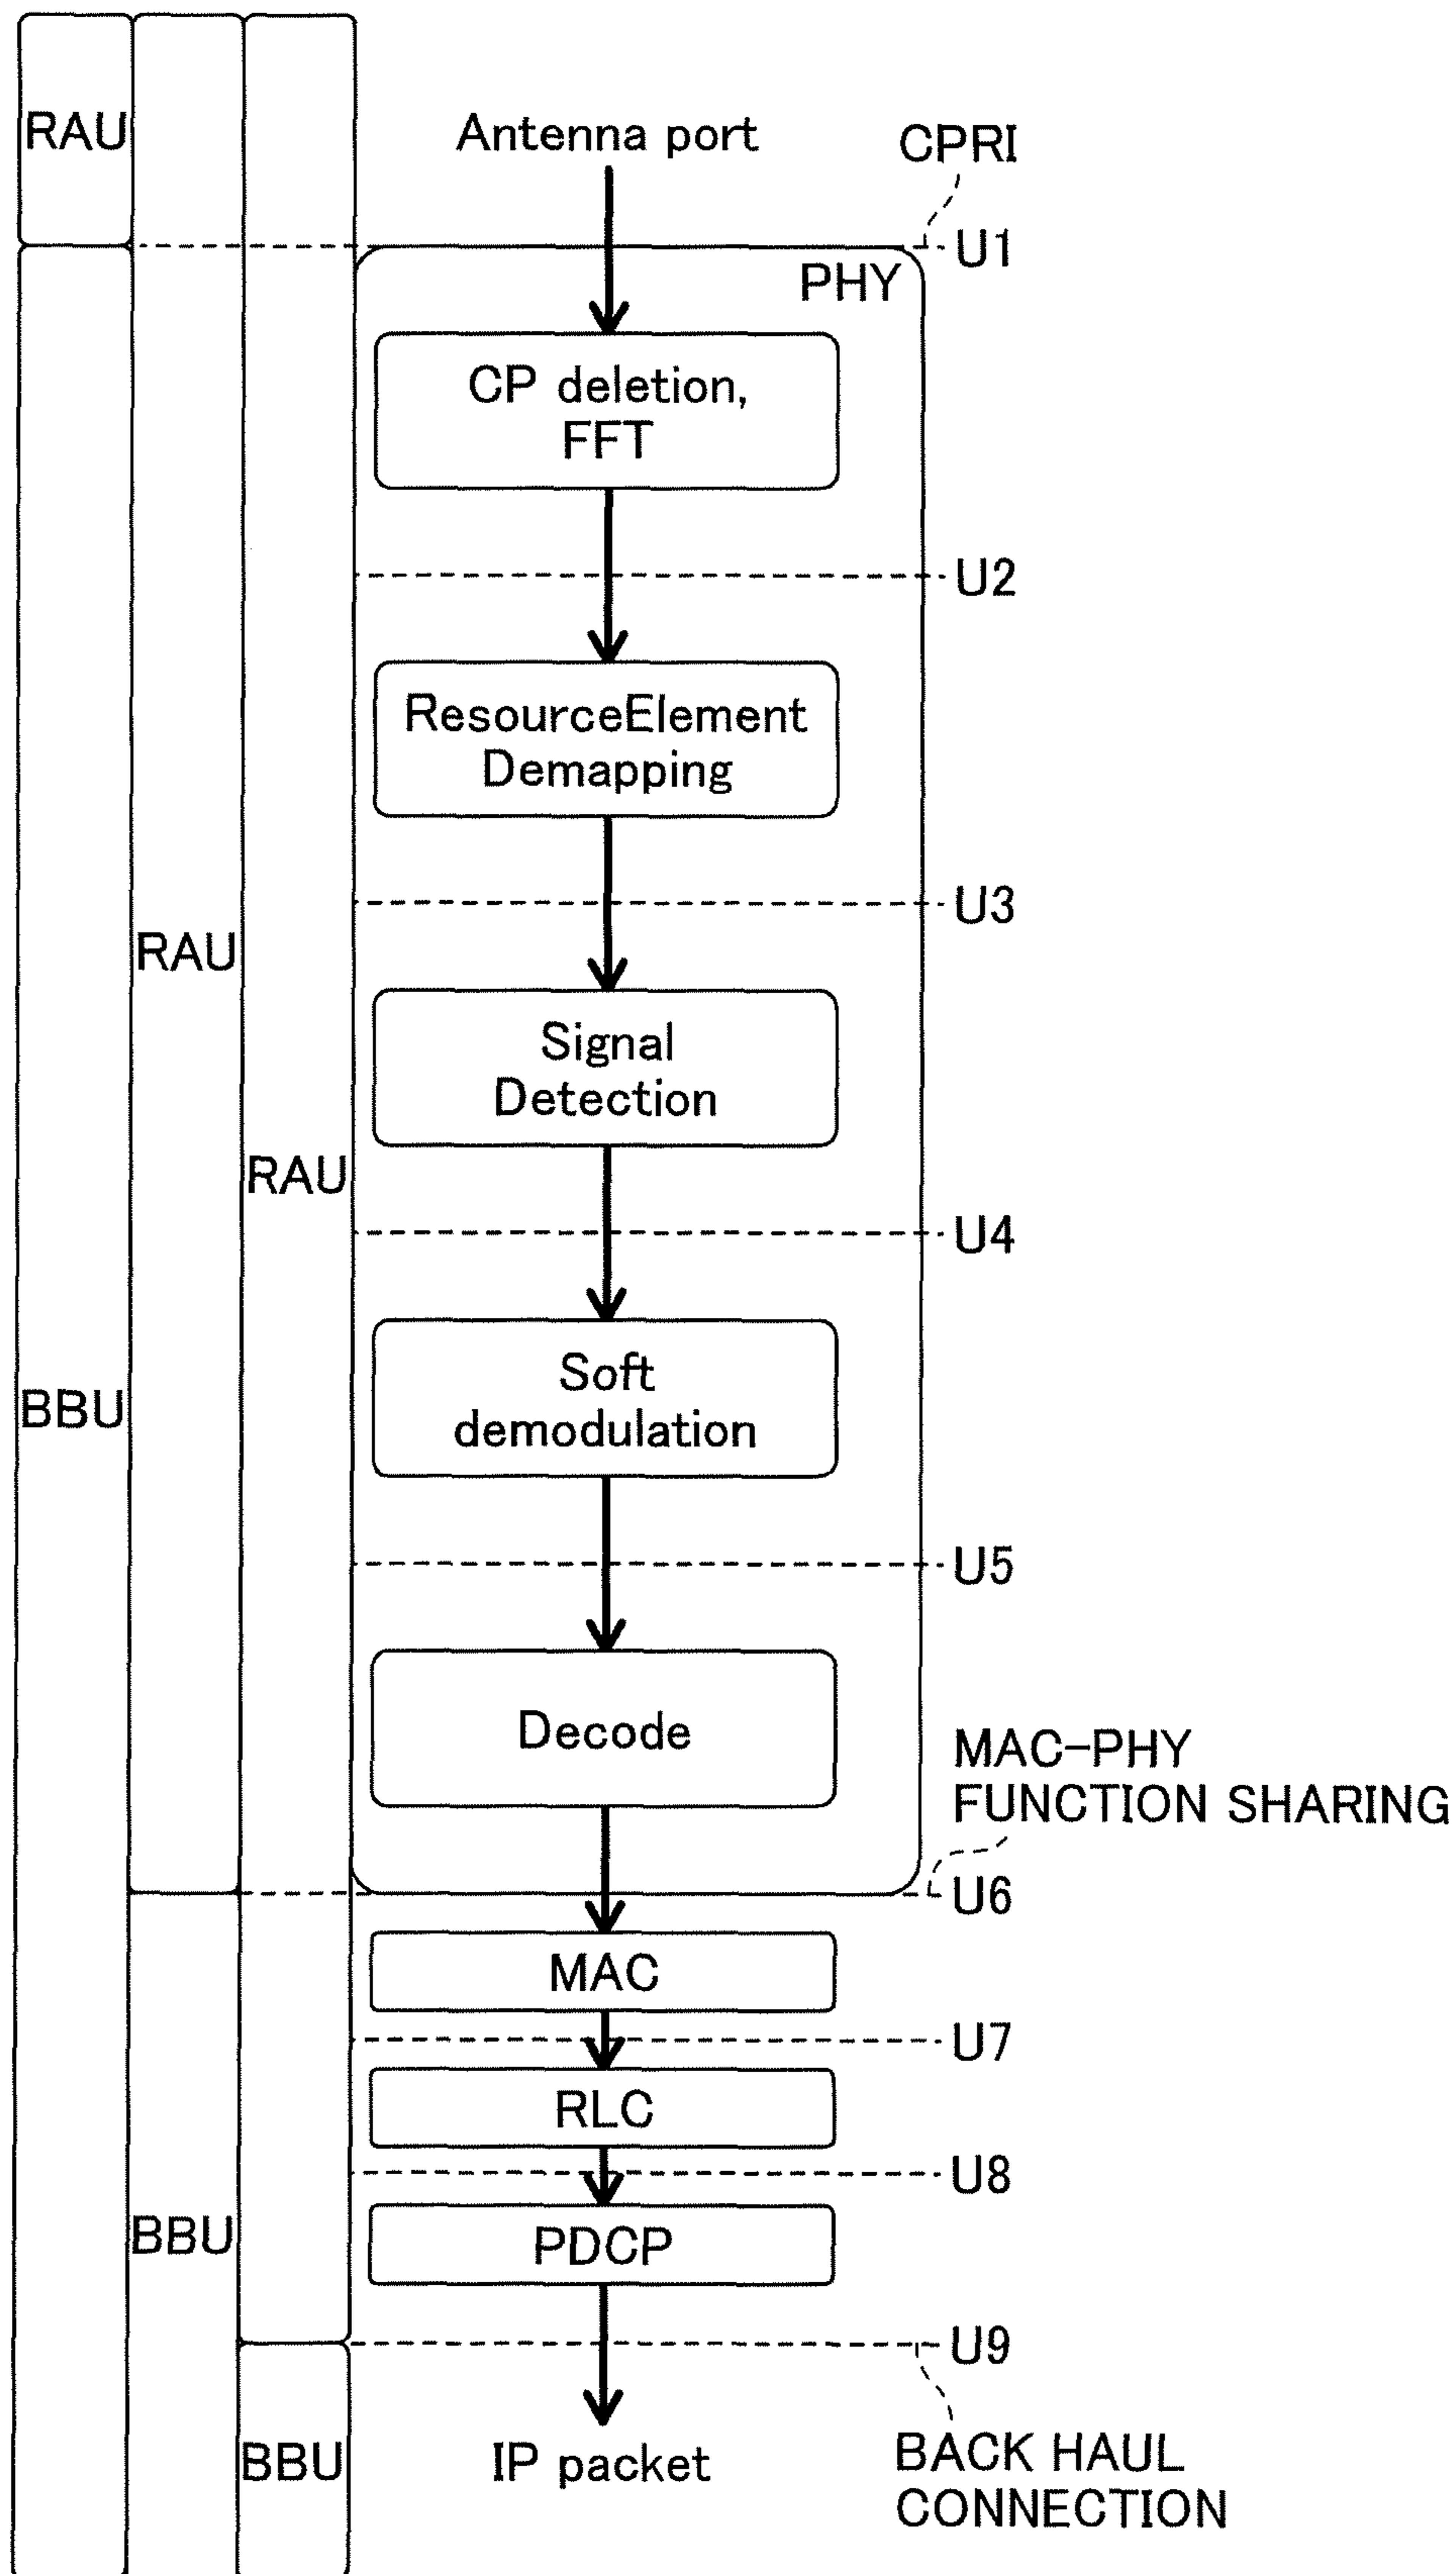 RAU
Antenna port
CPRI
U1
PHY
CP deletion,
FFT
U2
ResourceElement
Demapping
U3
RAU
Signal
Detection
RAU
U4
Soft
demodulation
BBU
U5
Decode
MAC-PHY
FUNCTION SHARING
U6
MAC
U7
RLC
U8
BBU
PDCP
U9
BBU
IP packet
BACK HAUL
CONNECTION